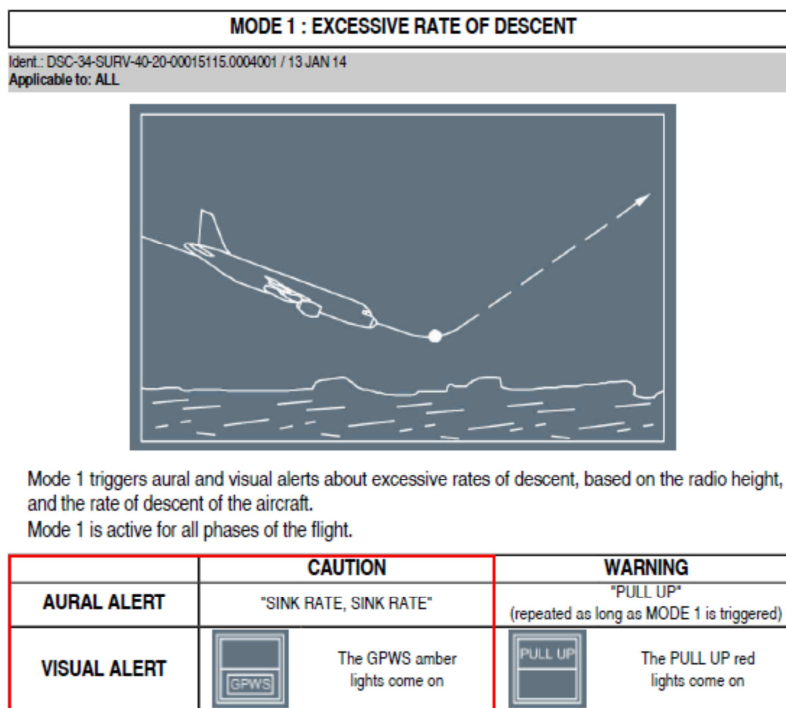 MODE 1 : EXCESSIVE RATE OF DESCENT
Ident.: DSC-34-SURV-40-20-00015115.0004001 / 13 JAN 14
Applicable to: ALL
Mode 1 triggers aural and visual alerts about excessive rates of descent, based on the radio height,
and the rate of descent of the aircraft.
Mode 1 is active for all phases of the flight.
CAUTION WARNING
AURAL ALERT "SINK RATE, SINK RATE" "PULL UP"
(repeated as long as MODE 1 is triggered)
VISUAL ALERT GPWS The GPWS amber
lights come on
PULL UP The PULL UP red
lights come on